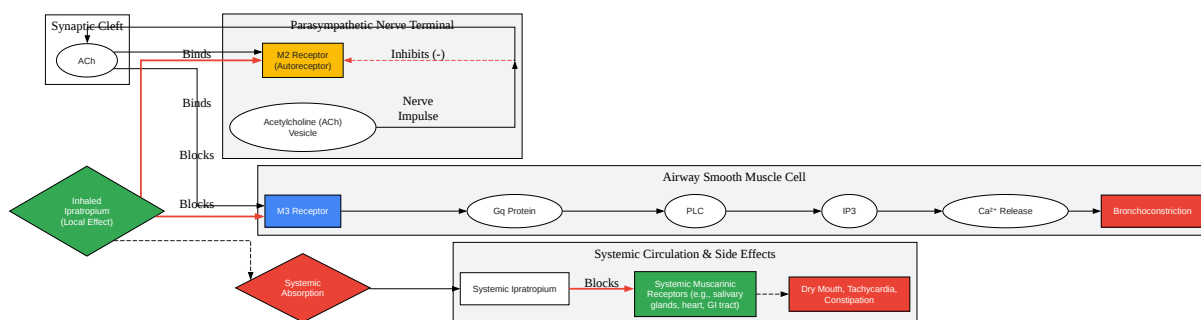 Synaptic Cleft
ACh
Parasympathetic Nerve Terminal
Binds
M2 Receptor
(Autoreceptor)
Inhibits (-)
Binds
Acetylcholine (ACh)
Vesicle
Nerve
Impulse
Blocks
Airway Smooth Muscle Cell
Inhaled
Ipratropium
(Local Effect)
Blocks
M3 Receptor
Gq Protein
PLC
IP3
Ca²⁺ Release
Bronchoconstriction
Systemic Circulation & Side Effects
Systemic
Absorption
Systemic Ipratropium
Blocks
Systemic Muscarinic
Receptors (e.g., salivary
glands, heart, GI tract)
Dry Mouth, Tachycardia,
Constipation